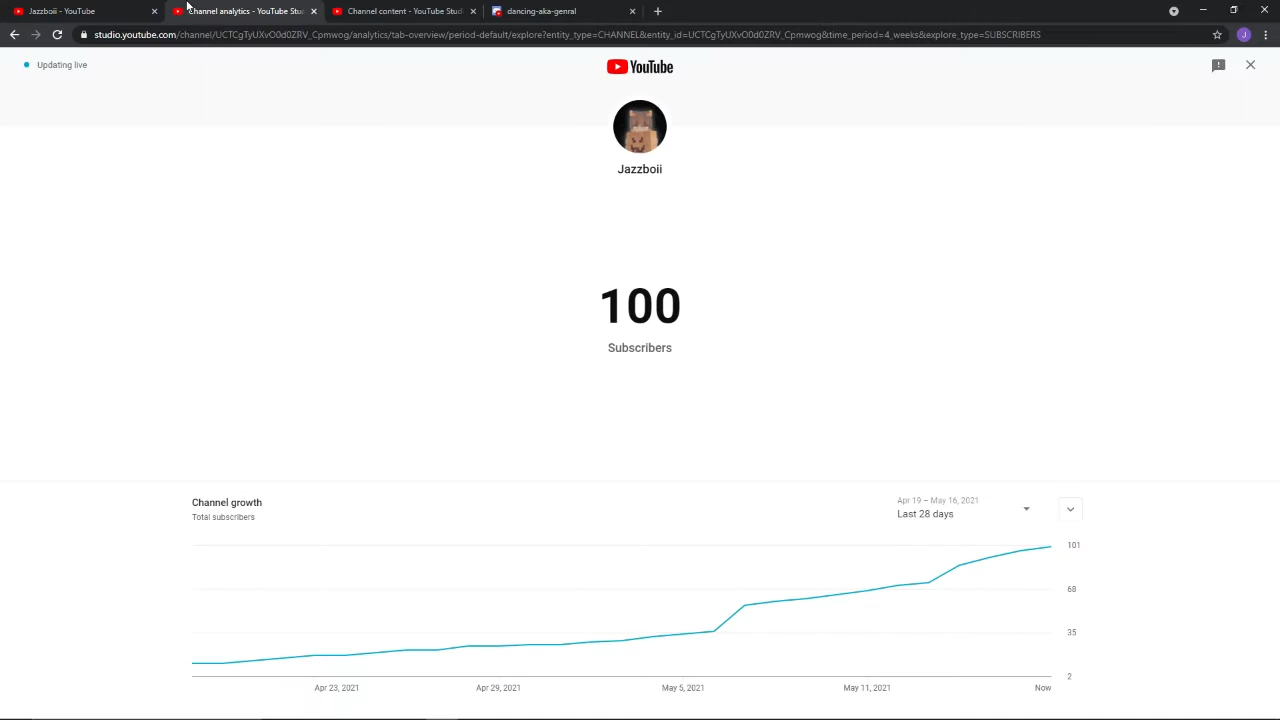 Jazzboii - YouTube
Channel analytics - YouTube Stu
Channel content - YouTube Studi
dancing-aka-genral
studio.youtube.com/channel/UCTCgTyUXvO0d0ZRV_Cpmwog/analytics/tab-overview/period-default/explore?entity_type=CHANNEL&entity_id=UCTCgTyUXvO0d0ZRV_Cpmwog&time_period=4_weeks&explore_type=SUBSCRIBERS
J
Updating live
YouTube
Jazzboii
100
Subscribers
Channel growth
Total subscribers
Apr 19 – May 16, 2021
Last 28 days
101
68
35
2
Apr 23, 2021
Apr 29, 2021
May 5, 2021
May 11, 2021
Now